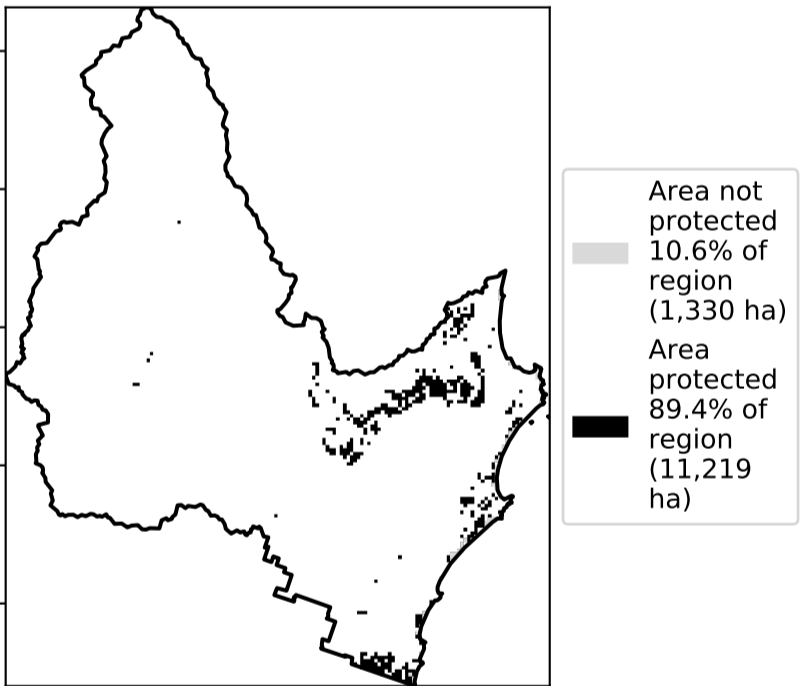 Area not
protected
10.6% of
region
(1,330 ha)
Area
protected
89.4% of
region
(11,219
ha)